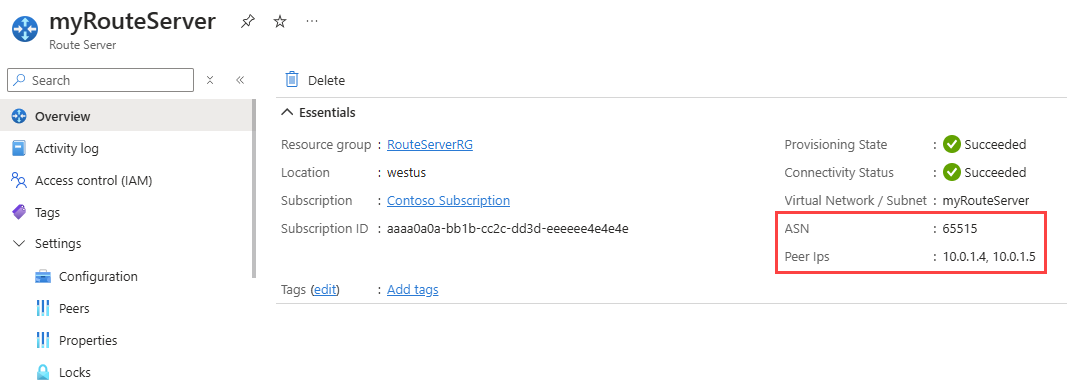 myRouteServer
Route Server
Search
Overview
Activity log
Access control (IAM)
Tags
Settings
Configuration
Peers
Properties
Locks
Delete
Essentials
Resource group : RouteServerRG
Location : westus
Subscription : Contoso Subscription
Subscription ID : aaaa0a0a-bb1b-cc2c-dd3d-eeeeee4e4e4e
Tags (edit) : Add tags
Provisioning State : Succeeded
Connectivity Status : Succeeded
Virtual Network / Subnet : myRouteServer
ASN : 65515
Peer Ips : 10.0.1.4, 10.0.1.5